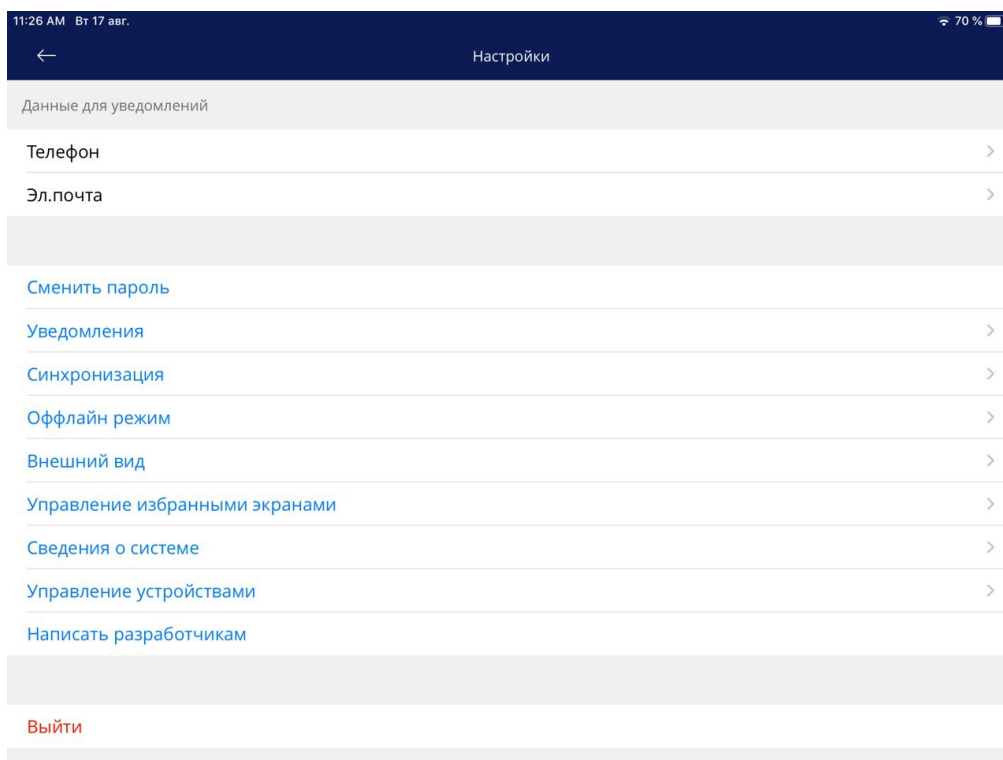 11:26 AM Вт 17 авг. 70 %
Настройки
Данные для уведомлений
Телефон
Эл.почта
Сменить пароль
Уведомления
Синхронизация
Оффлайн режим
Внешний вид
Управление избранными экранами
Сведения о системе
Управление устройствами
Написать разработчикам
Выйти